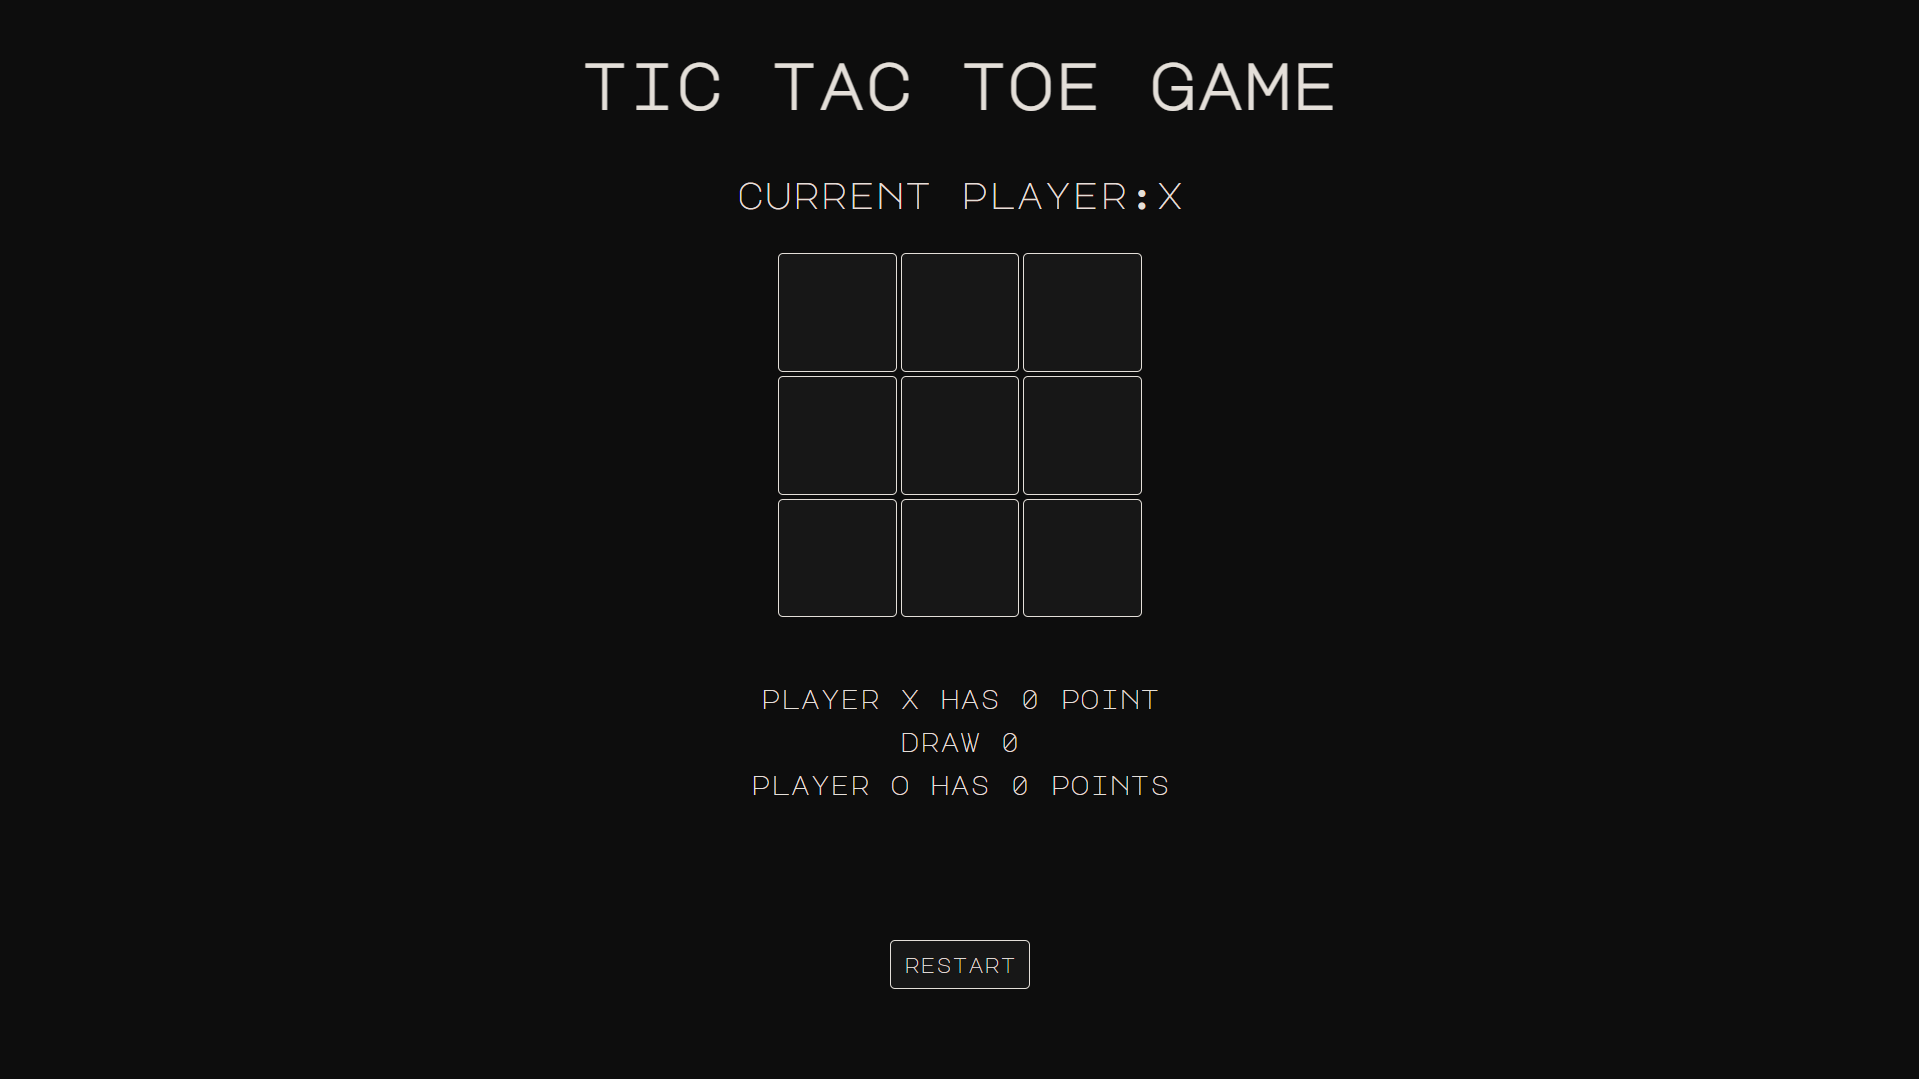 TIC TAC TOE GAME
CURRENT PLAYER:X
PLAYER X HAS 0 POINT
DRAW 0
PLAYER O HAS 0 POINTS
RESTART